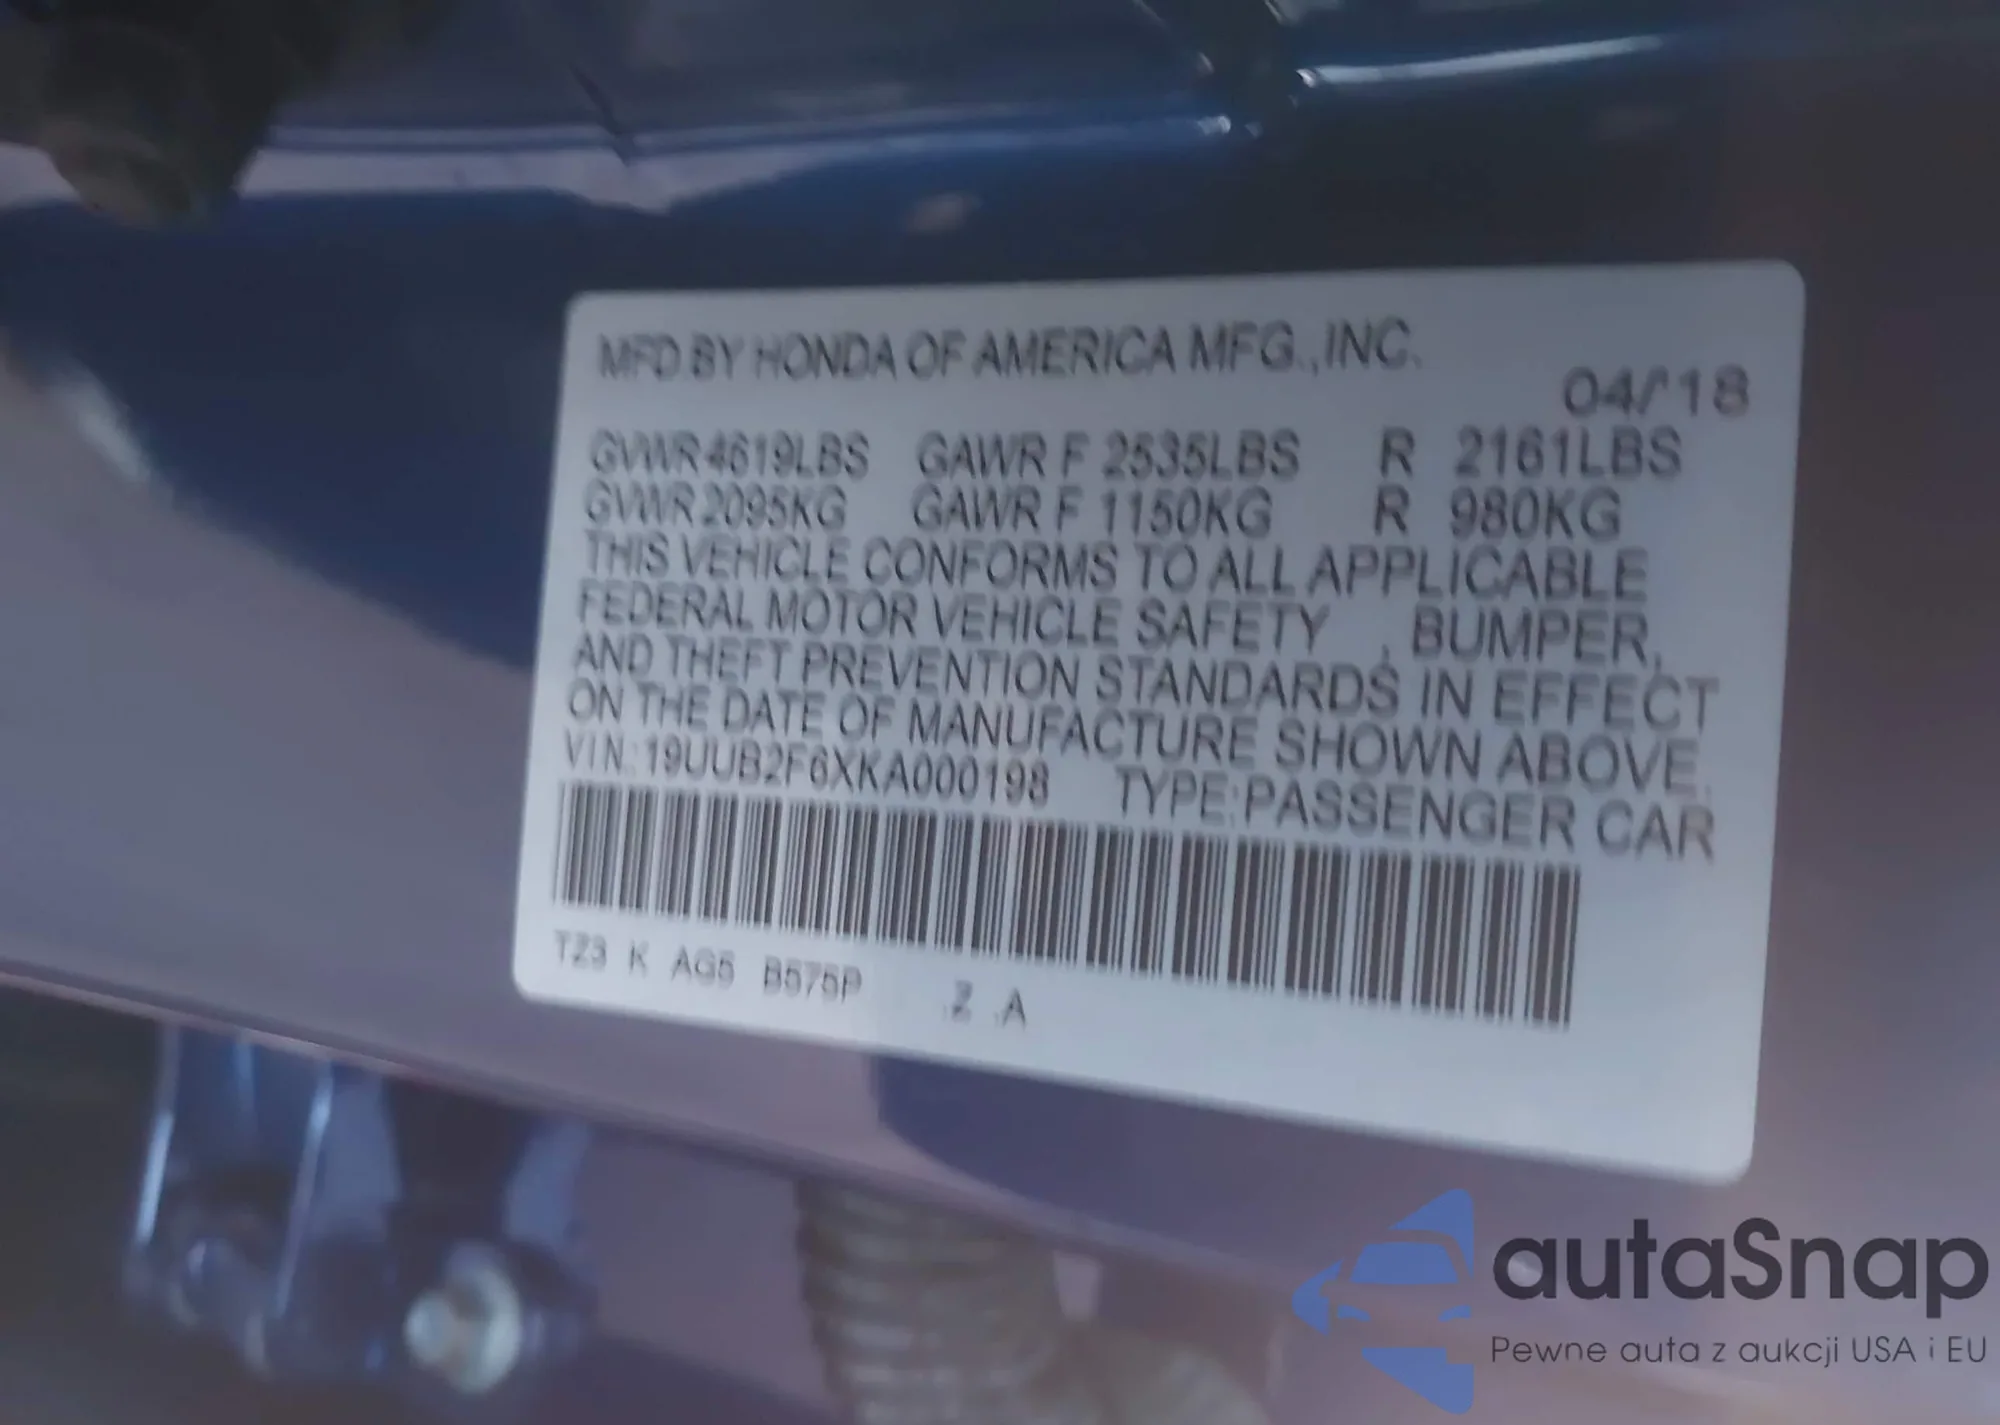 MFD BY HONDA OF AMERICA MFG., INC.
04/18
GVWR 4619LBS GAWR F 2535LBS R 2161LBS
GVWR 2095KG GAWR F 1150KG R 980KG
THIS VEHICLE CONFORMS TO ALL APPLICABLE
FEDERAL MOTOR VEHICLE SAFETY , BUMPER,
AND THEFT PREVENTION STANDARDS IN EFFECT
ON THE DATE OF MANUFACTURE SHOWN ABOVE.
VIN: 19UUB2F6XKA000198 TYPE: PASSENGER CAR
TZ3 K AG5 B575P .2 .A
autaSnap
Pewne auta z aukcji USA i EU